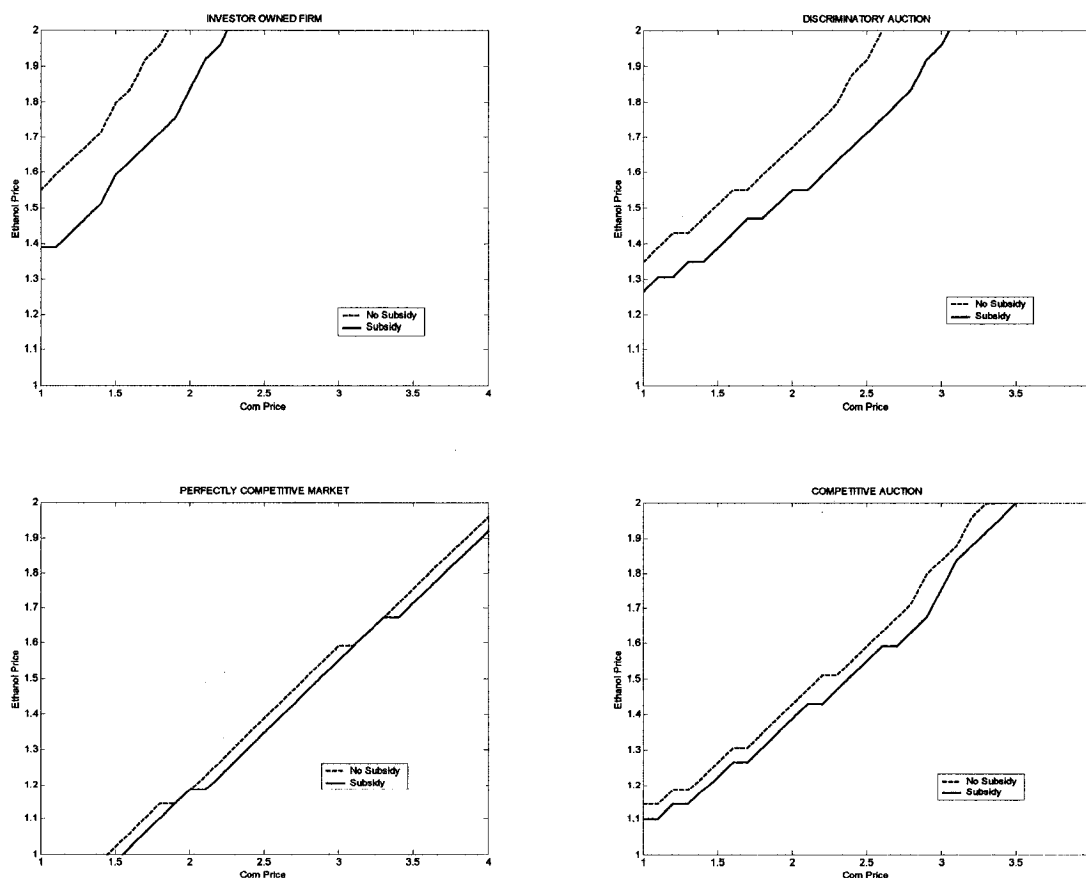 INVESTOR OWNED FIRM
2
1.9
1.8
1.7
1.6
1.5
1.4
1.3
1.2
1.1
1
Ethanol Price
No Subsidy
Subsidy
1 1.5 2 2.5 3 3.5 4
Corn Price
DISCRIMINATORY AUCTION
2
1.9
1.8
1.7
1.6
1.5
1.4
1.3
1.2
1.1
1
Ethanol Price
No Subsidy
Subsidy
1 1.5 2 2.5 3 3.5
Corn Price
PERFECTLY COMPETITIVE MARKET
2
1.9
1.8
1.7
1.6
1.5
1.4
1.3
1.2
1.1
1
Ethanol Price
No Subsidy
Subsidy
1 1.5 2 2.5 3 3.5 4
Corn Price
COMPETITIVE AUCTION
2
1.9
1.8
1.7
1.6
1.5
1.4
1.3
1.2
1.1
1
Ethanol Price
No Subsidy
Subsidy
1 1.5 2 2.5 3 3.5
Corn Price